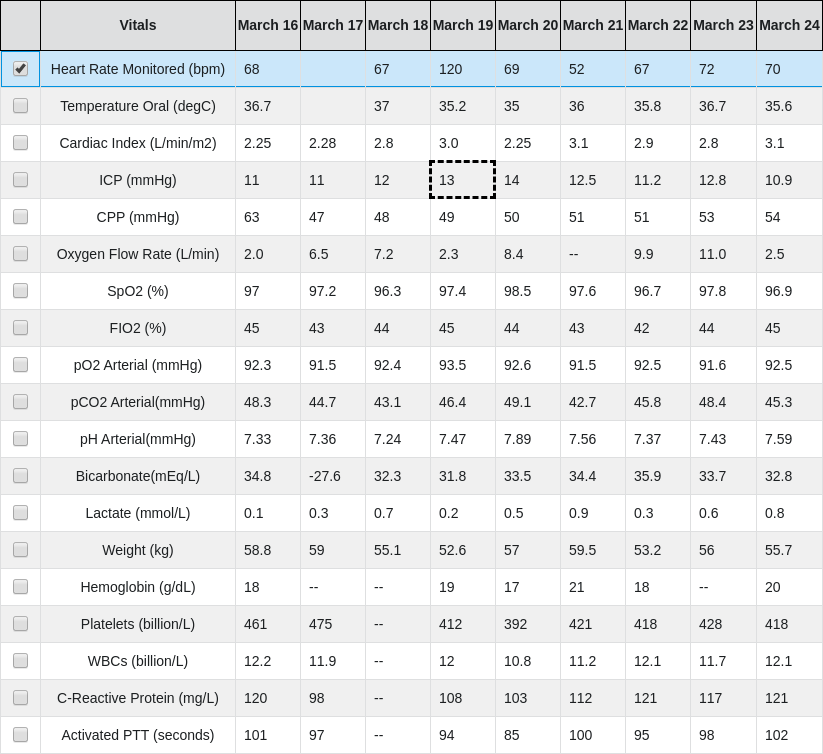 Vitals March 16 March 17 March 18 March 19 March 20 March 21 March 22 March 23 March 24
Heart Rate Monitored (bpm) 68 67 120 69 52 67 72 70
Temperature Oral (degC) 36.7 37 35.2 35 36 35.8 36.7 35.6
Cardiac Index (L/min/m2) 2.25 2.28 2.8 3.0 2.25 3.1 2.9 2.8 3.1
ICP (mmHg) 11 11 12 13 14 12.5 11.2 12.8 10.9
CPP (mmHg) 63 47 48 49 50 51 51 53 54
Oxygen Flow Rate (L/min) 2.0 6.5 7.2 2.3 8.4 -- 9.9 11.0 2.5
SpO2 (%) 97 97.2 96.3 97.4 98.5 97.6 96.7 97.8 96.9
FIO2 (%) 45 43 44 45 44 43 42 44 45
pO2 Arterial (mmHg) 92.3 91.5 92.4 93.5 92.6 91.5 92.5 91.6 92.5
pCO2 Arterial(mmHg) 48.3 44.7 43.1 46.4 49.1 42.7 45.8 48.4 45.3
pH Arterial(mmHg) 7.33 7.36 7.24 7.47 7.89 7.56 7.37 7.43 7.59
Bicarbonate(mEq/L) 34.8 -27.6 32.3 31.8 33.5 34.4 35.9 33.7 32.8
Lactate (mmol/L) 0.1 0.3 0.7 0.2 0.5 0.9 0.3 0.6 0.8
Weight (kg) 58.8 59 55.1 52.6 57 59.5 53.2 56 55.7
Hemoglobin (g/dL) 18 -- -- 19 17 21 18 -- 20
Platelets (billion/L) 461 475 -- 412 392 421 418 428 418
WBCs (billion/L) 12.2 11.9 -- 12 10.8 11.2 12.1 11.7 12.1
C-Reactive Protein (mg/L) 120 98 -- 108 103 112 121 117 121
Activated PTT (seconds) 101 97 -- 94 85 100 95 98 102